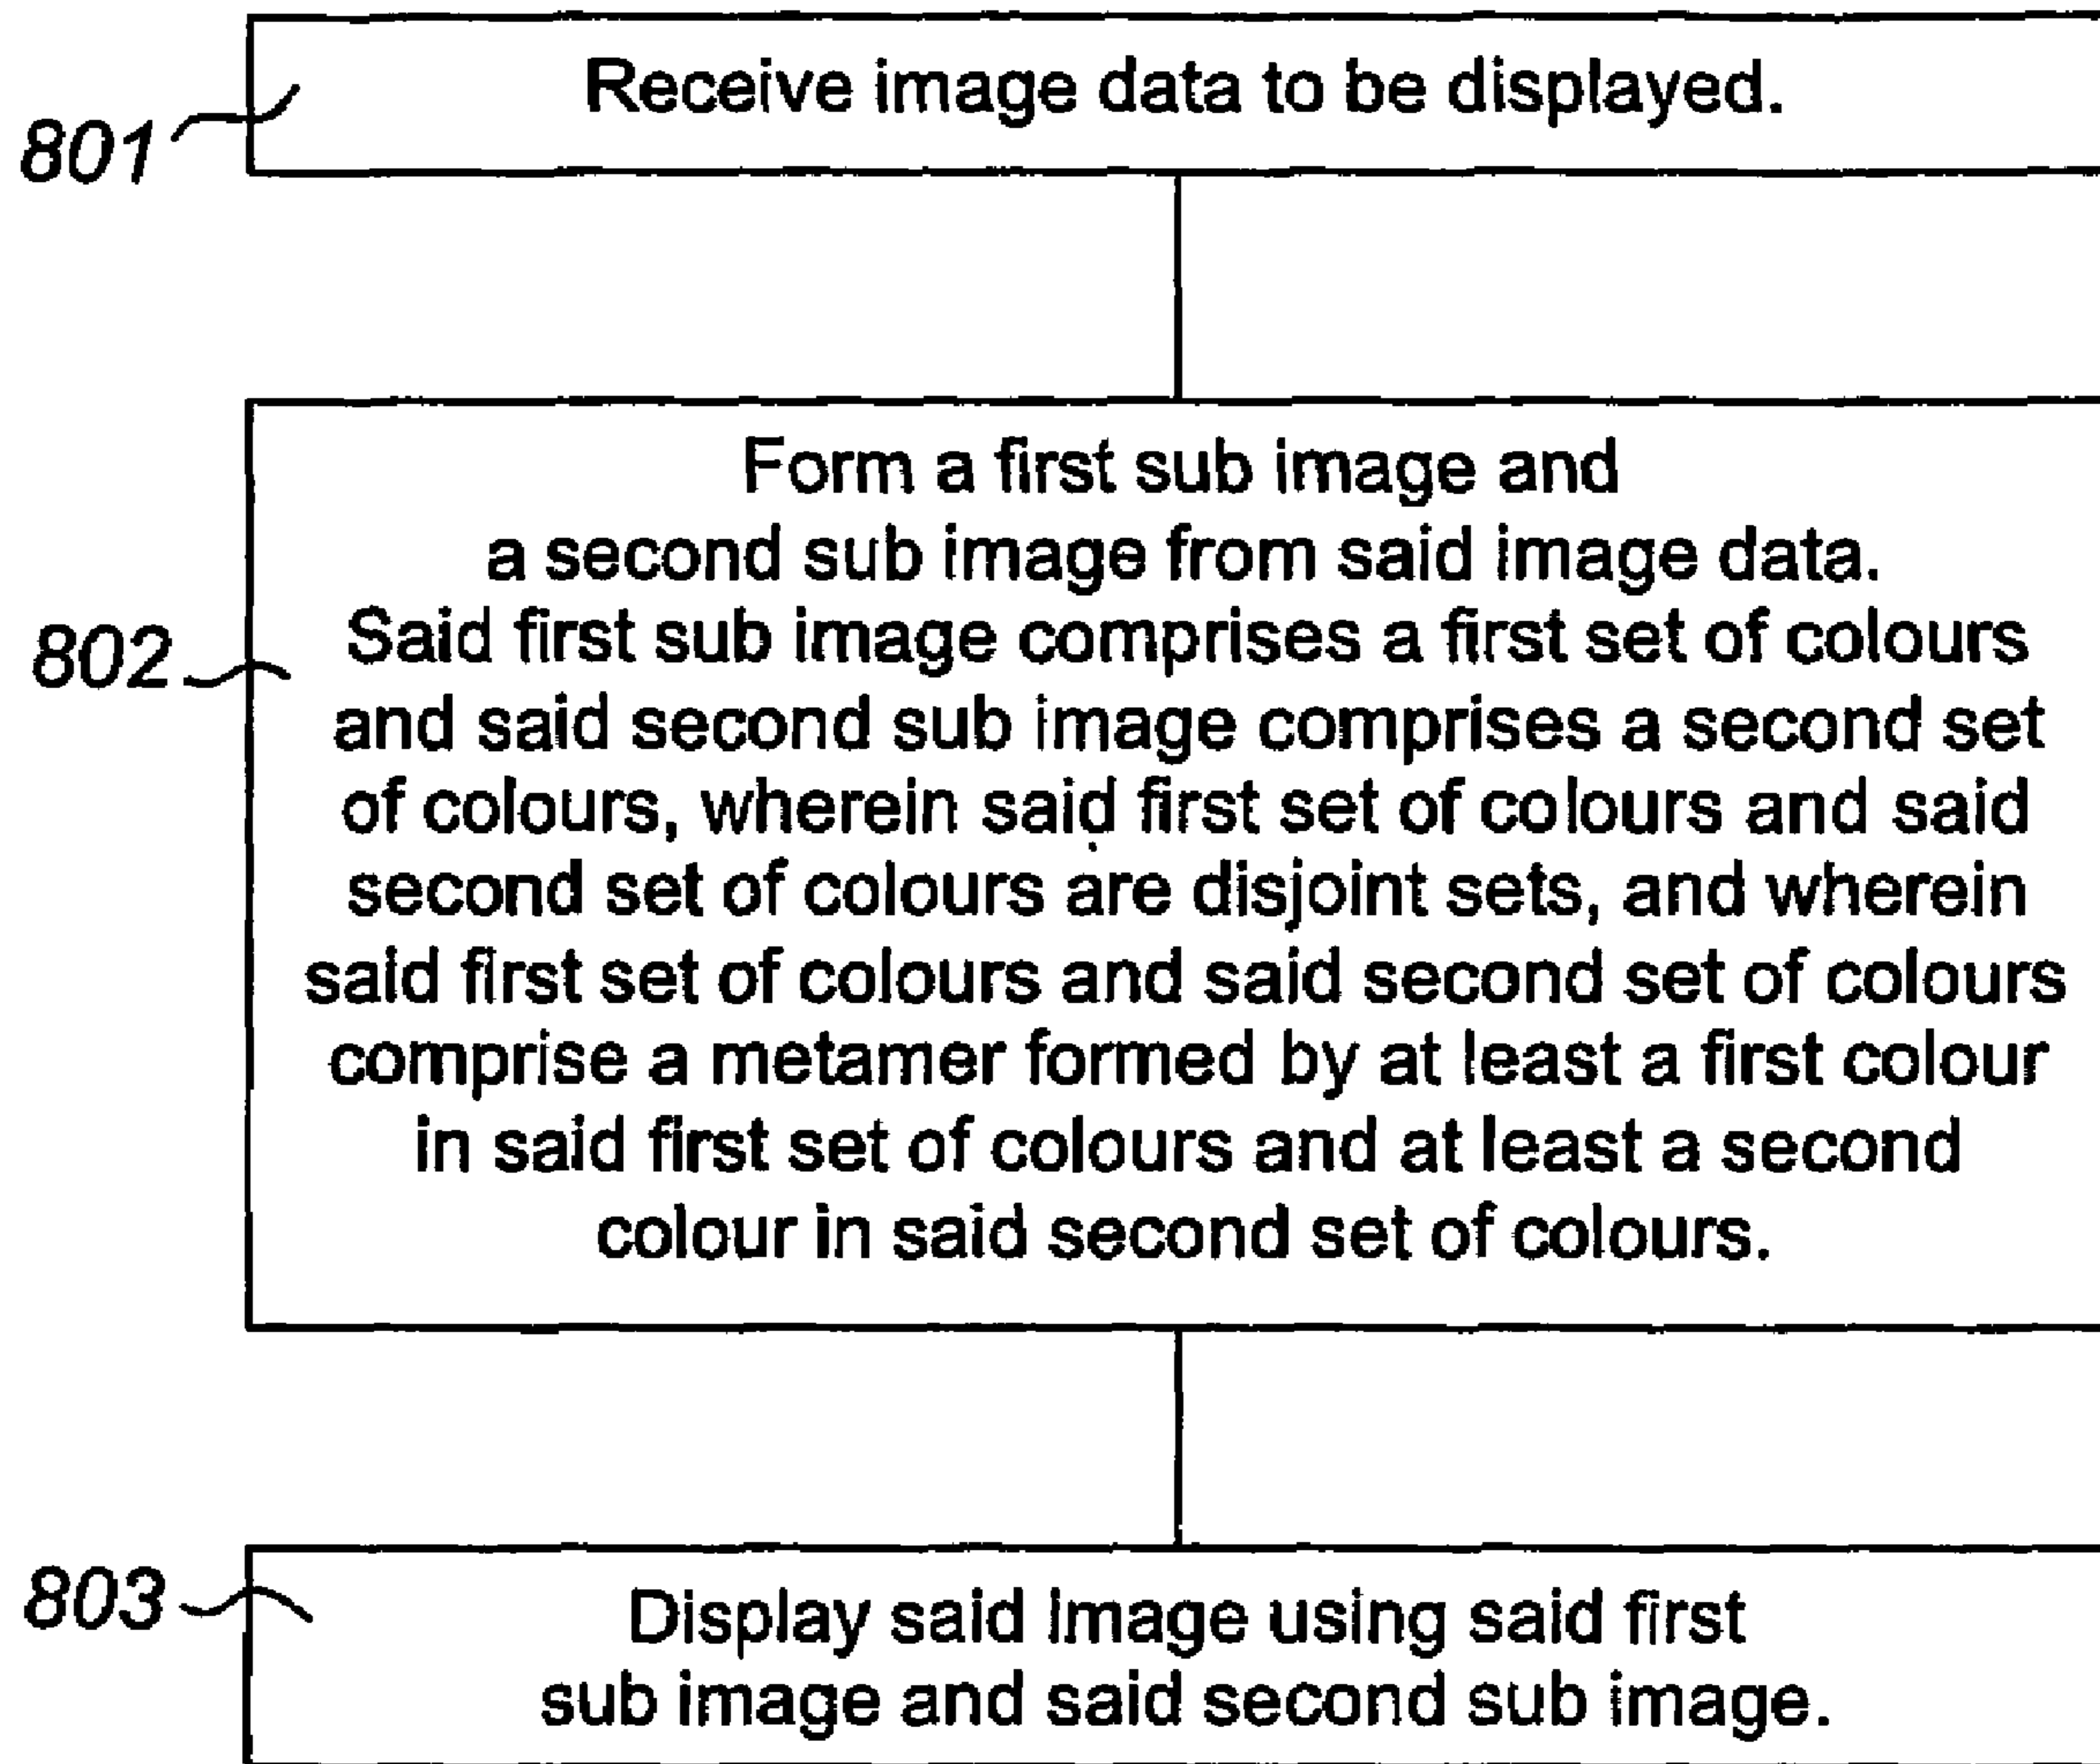 Receive image data to be displayed.
801
Form a first sub image and
a second sub image from said image data.
Said first sub image comprises a first set of colours
802
and said second sub image comprises a second set
of colours, wherein said first set of colours and said
second set of colours are disjoint sets, and wherein
said first set of colours and said second set of colours
comprise a metamer formed by at least a first colour
in said first set of colours and at least a second
colour in said second set of colours.
803
Display said image using said first
sub image and said second sub image.